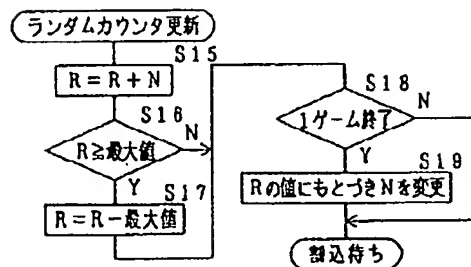 ランダムカウンタ更新
S15
R=R+N
S16
R≧最大値
N
Y
S17
R=R−最大値
S18
1ゲーム終了
N
Y
S19
Rの値にもとづきNを変更
割込待ち